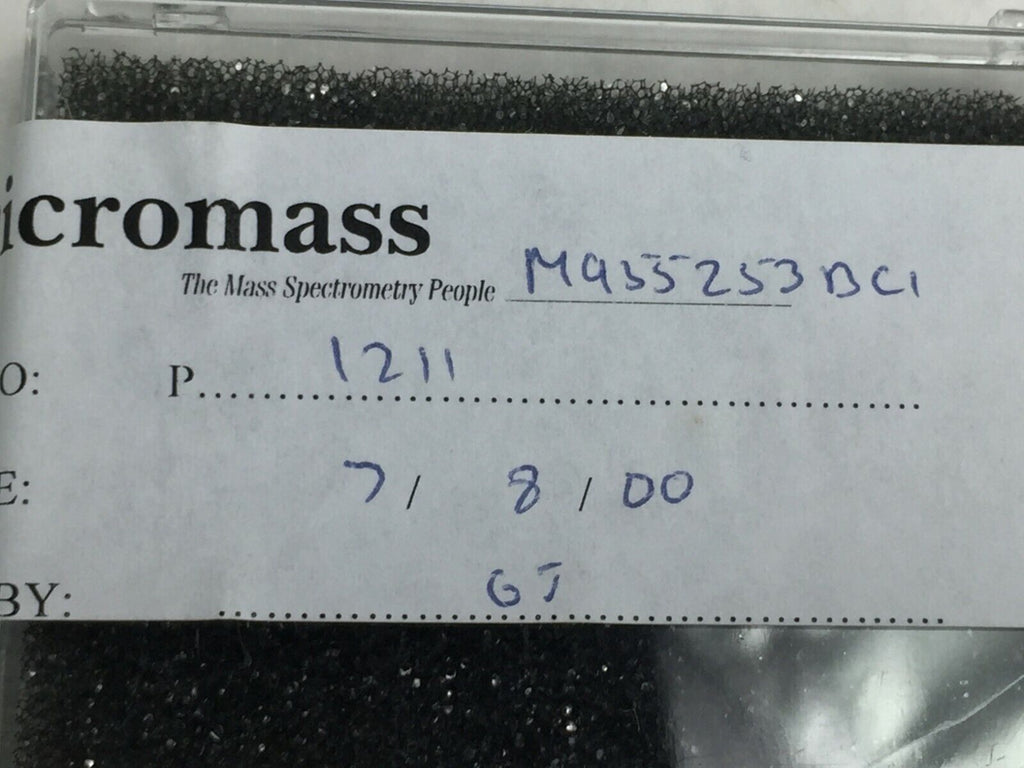 icromass
The Mass Spectrometry People M955253BC1
O: P. 1211
E: 7 / 8 / 00
BY: GJ